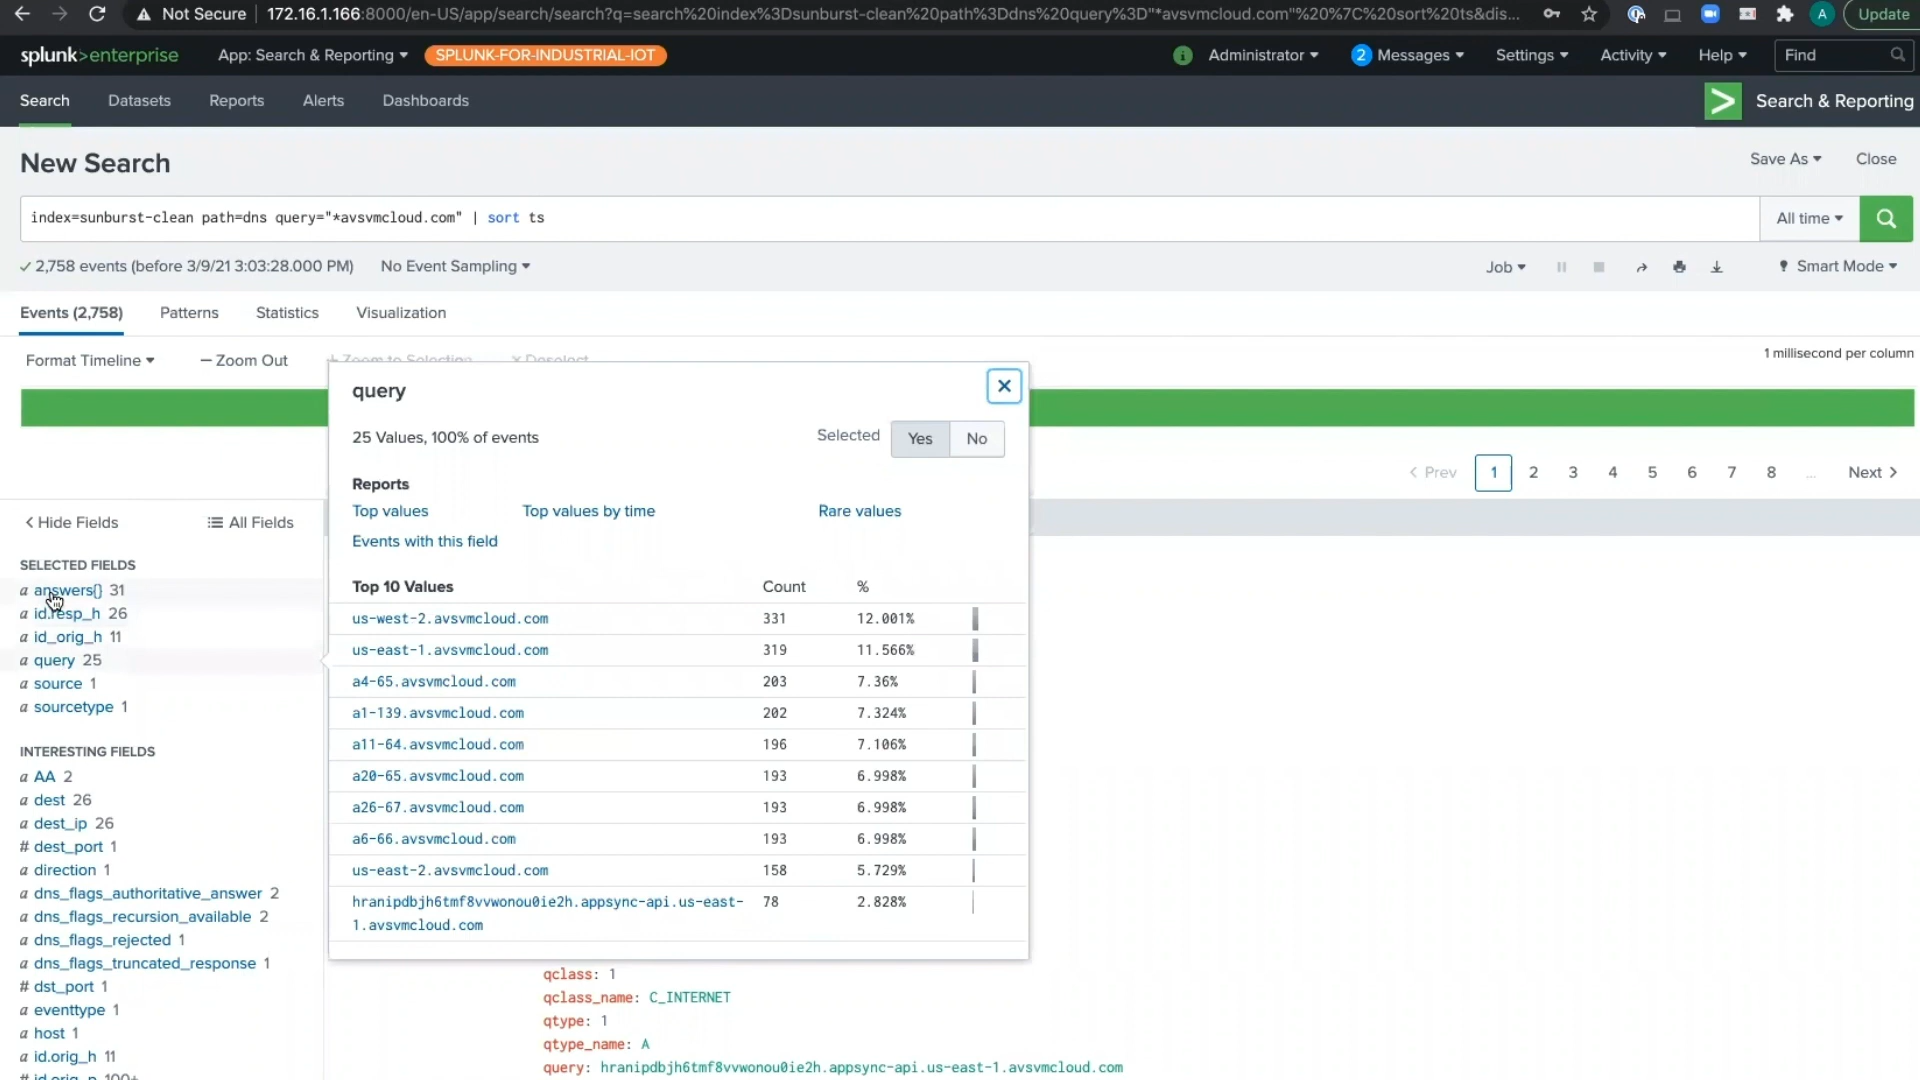 Not Secure | 172.16.1.166:8000/en-US/app/search/search?q=search%20index%3Dsunburst-clean%20path%3Ddns%20query%3D"*avsvmcloud.com"%20%7C%20sort%20ts&dis... A Update
splunk>enterprise App: Search & Reporting SPLUNK-FOR-INDUSTRIAL-IOT i Administrator 2 Messages Settings Activity Help Find
Search Datasets Reports Alerts Dashboards > Search & Reporting
New Search Save As Close
index=sunburst-clean path=dns query="*avsvmcloud.com" | sort ts All time
2,758 events (before 3/9/21 3:03:28.000 PM) No Event Sampling Job Smart Mode
Events (2,758) Patterns Statistics Visualization
Format Timeline — Zoom Out + Zoom to Selection × Deselect 1 millisecond per column
query
25 Values, 100% of events Selected Yes No
Reports
< Prev 1 2 3 4 5 6 7 8 ... Next >
Top values Top values by time Rare values
Events with this field
< Hide Fields All Fields
SELECTED FIELDS
a answers{} 31
a id.resp_h 26
a id_orig_h 11
a query 25
a source 1
a sourcetype 1
INTERESTING FIELDS
a AA 2
a dest 26
a dest_ip 26
# dest_port 1
a direction 1
a dns_flags_authoritative_answer 2
a dns_flags_recursion_available 2
a dns_flags_rejected 1
a dns_flags_truncated_response 1
# dst_port 1
a eventtype 1
a host 1
a id.orig_h 11
# id.orig_p 100+
Top 10 Values Count %
us-west-2.avsvmcloud.com 331 12.001%
us-east-1.avsvmcloud.com 319 11.566%
a4-65.avsvmcloud.com 203 7.36%
a1-139.avsvmcloud.com 202 7.324%
a11-64.avsvmcloud.com 196 7.106%
a20-65.avsvmcloud.com 193 6.998%
a26-67.avsvmcloud.com 193 6.998%
a6-66.avsvmcloud.com 193 6.998%
us-east-2.avsvmcloud.com 158 5.729%
hranipdbjh6tmf8vvwonou0ie2h.appsync-api.us-east- 78 2.828%
1.avsvmcloud.com
qclass: 1
qclass_name: C_INTERNET
qtype: 1
qtype_name: A
query: hranipdbjh6tmf8vvwonou0ie2h.appsync-api.us-east-1.avsvmcloud.com